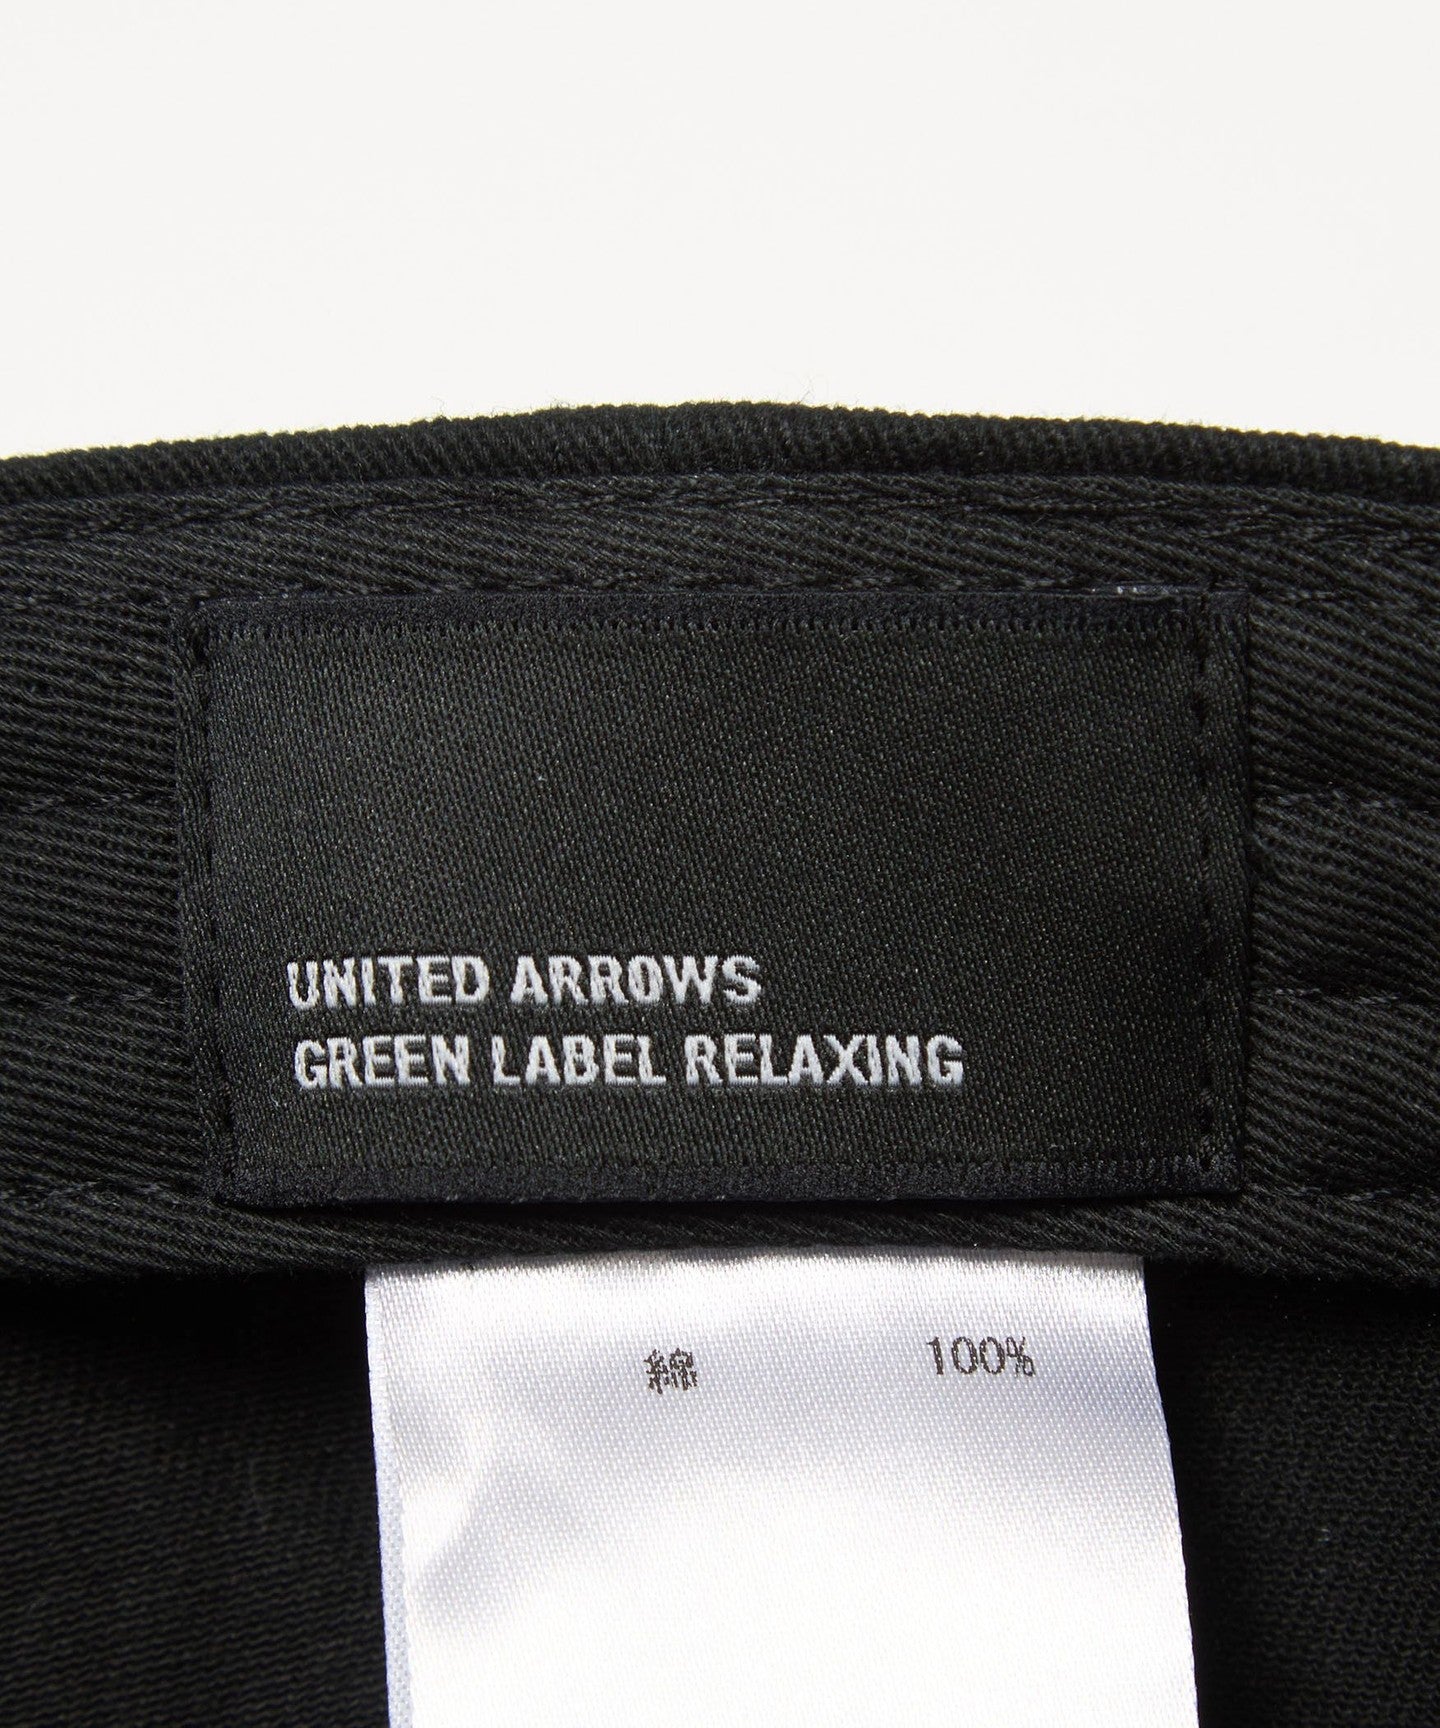 UNITED ARROWS
GREEN LABEL RELAXING
綿 100%